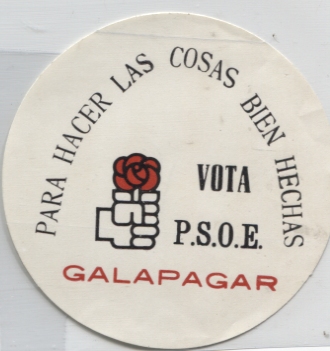 PARA HACER LAS COSAS BIEN HECHAS
VOTA
P.S.O.E.
GALAPAGAR